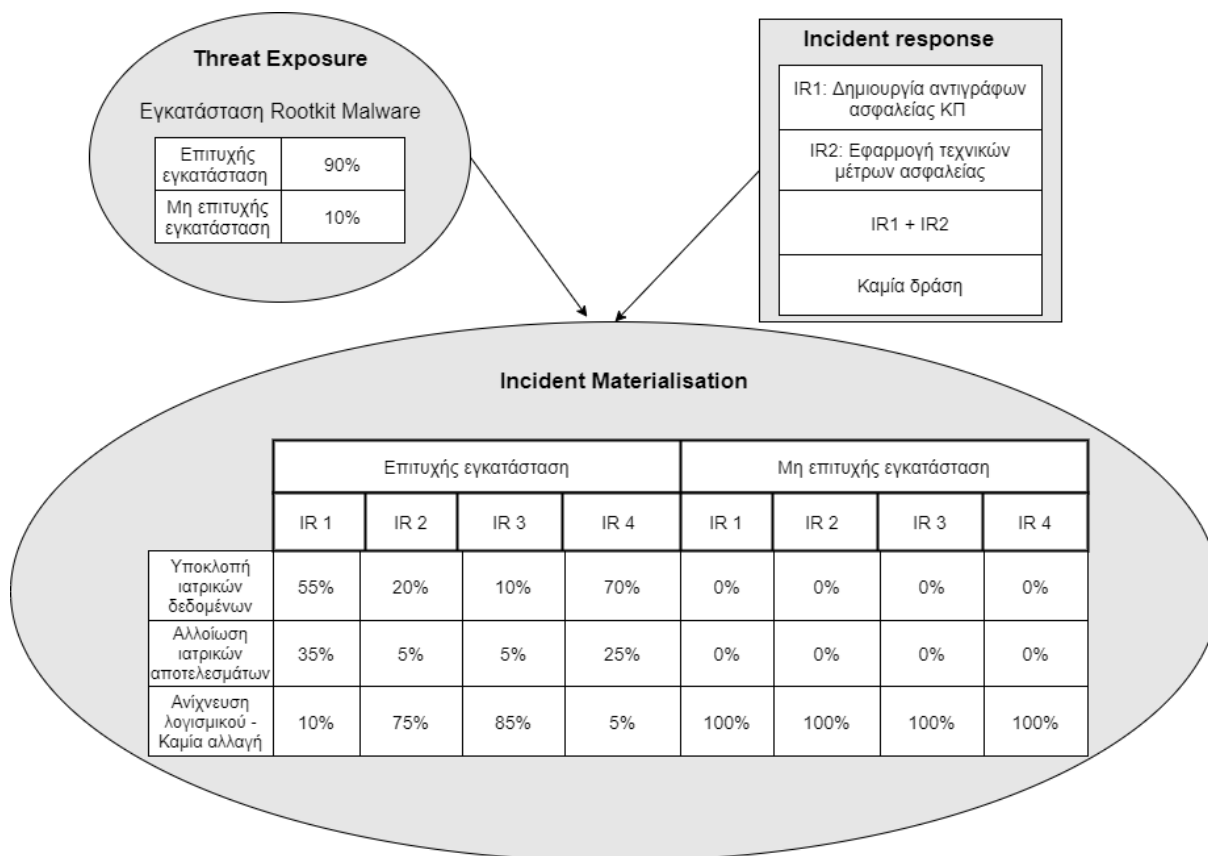 Threat Exposure
Εγκατάσταση Rootkit Malware
Επιτυχής
εγκατάσταση
90%
Μη επιτυχής
εγκατάσταση
10%
Incident response
IR1: Δημιουργία αντιγράφων
ασφαλείας ΚΠ
IR2: Εφαρμογή τεχνικών
μέτρων ασφαλείας
IR1 + IR2
Καμία δράση
Incident Materialisation
Επιτυχής εγκατάσταση Μη επιτυχής εγκατάσταση
IR 1 IR 2 IR 3 IR 4 IR 1 IR 2 IR 3 IR 4
Υποκλοπή
ιατρικών
δεδομένων
55% 20% 10% 70% 0% 0% 0% 0%
Αλλοίωση
ιατρικών
αποτελεσμάτων
35% 5% 5% 25% 0% 0% 0% 0%
Ανίχνευση
λογισμικού -
Καμία αλλαγή
10% 75% 85% 5% 100% 100% 100% 100%